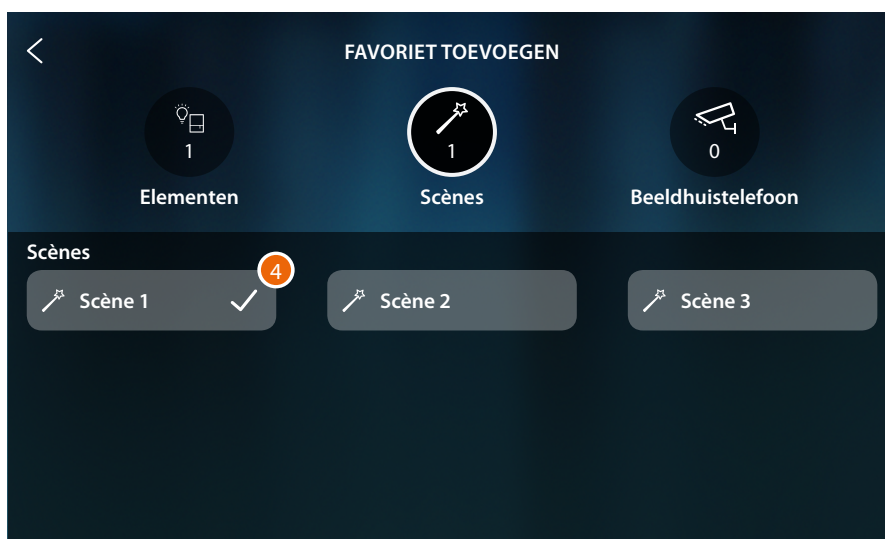 FAVORIET TOEVOEGEN
1
1
0
Elementen
Scènes
Beeldhuistelefoon
Scènes
4
Scène 1
Scène 2
Scène 3